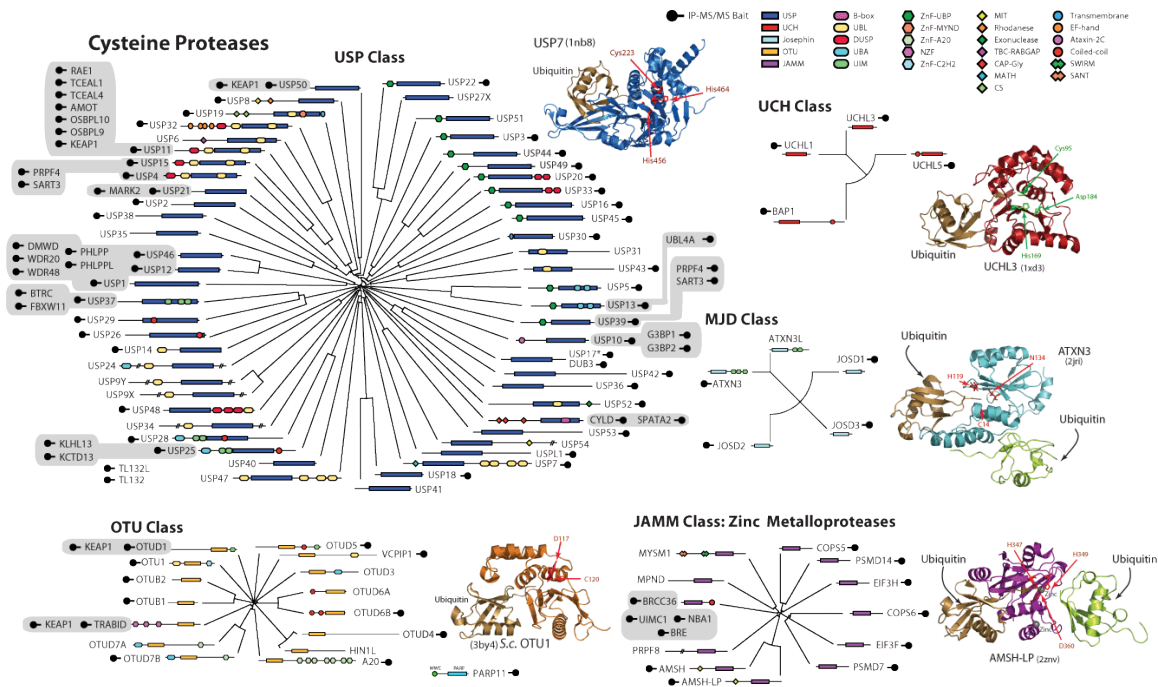 Cysteine Proteases
USP Class
IP-MS/MS Bait
USP
UCH
Josephin
OTU
JAMM
B-box
UBL
DUSP
UBA
UIM
ZnF-UBP
ZnF-MYND
ZnF-A20
NZF
ZnF-C2H2
MIT
Rhodanese
Exonuclease
TBC-RABGAP
CAP-Gly
MATH
CS
Transmembrane
EF-hand
Ataxin-2C
Coiled-coil
SWIRM
SANT
RAE1
TCEAL1
TCEAL4
AMOT
OSBPL10
OSBPL9
KEAP1
KEAP1 USP50
USP8
USP19
USP32
USP6
USP11
USP15
USP4
PRPF4
SART3
MARK2 USP21
USP2
USP38
USP35
DMWD
WDR20
WDR48
PHLPP
PHLPPL
USP46
USP12
USP1
BTRC
FBXW11
USP37
USP29
USP26
USP14
USP24
USP9Y
USP9X
USP48
USP34
USP28
KLHL13
KCTD13
USP25
TL132L
TL132
USP40
USP47
USP22
USP27X
USP51
USP3
USP44
USP49
USP20
USP33
USP16
USP45
USP30
USP31
USP43
USP5
USP13
USP39
USP10
UBL4A
PRPF4
SART3
G3BP1
G3BP2
USP17*
DUB3
USP42
USP36
USP52
CYLD SPATA2
USP53
USP54
USPL1
USP7
USP18
USP41
USP7 (1nb8)
Ubiquitin
Cys223
His464
His456
UCH Class
UCHL3
UCHL1
UCHL5
BAP1
Cys95
Asp184
His169
Ubiquitin
UCHL3 (1xd3)
MJD Class
ATXN3L
JOSD1
ATXN3
JOSD3
JOSD2
Ubiquitin
ATXN3
(2jri)
N134
H119
C14
Ubiquitin
OTU Class
KEAP1 OTUD1
OTU1
OTUB2
OTUB1
KEAP1 TRABID
OTUD7A
OTUD7B
OTUD5
VCPIP1
OTUD3
OTUD6A
OTUD6B
OTUD4
HIN1L
A20
D117
C120
Ubiquitin
(3by4) S.c. OTU1
WWE PARP
PARP11
JAMM Class: Zinc Metalloproteases
MYSM1
MPND
BRCC36
UIMC1 NBA1
BRE
PRPF8
AMSH
AMSH-LP
COPS5
PSMD14
EIF3H
COPS6
EIF3F
PSMD7
Ubiquitin
H347
H349
Ubiquitin
Zinc
Zinc
D360
AMSH-LP (2znv)